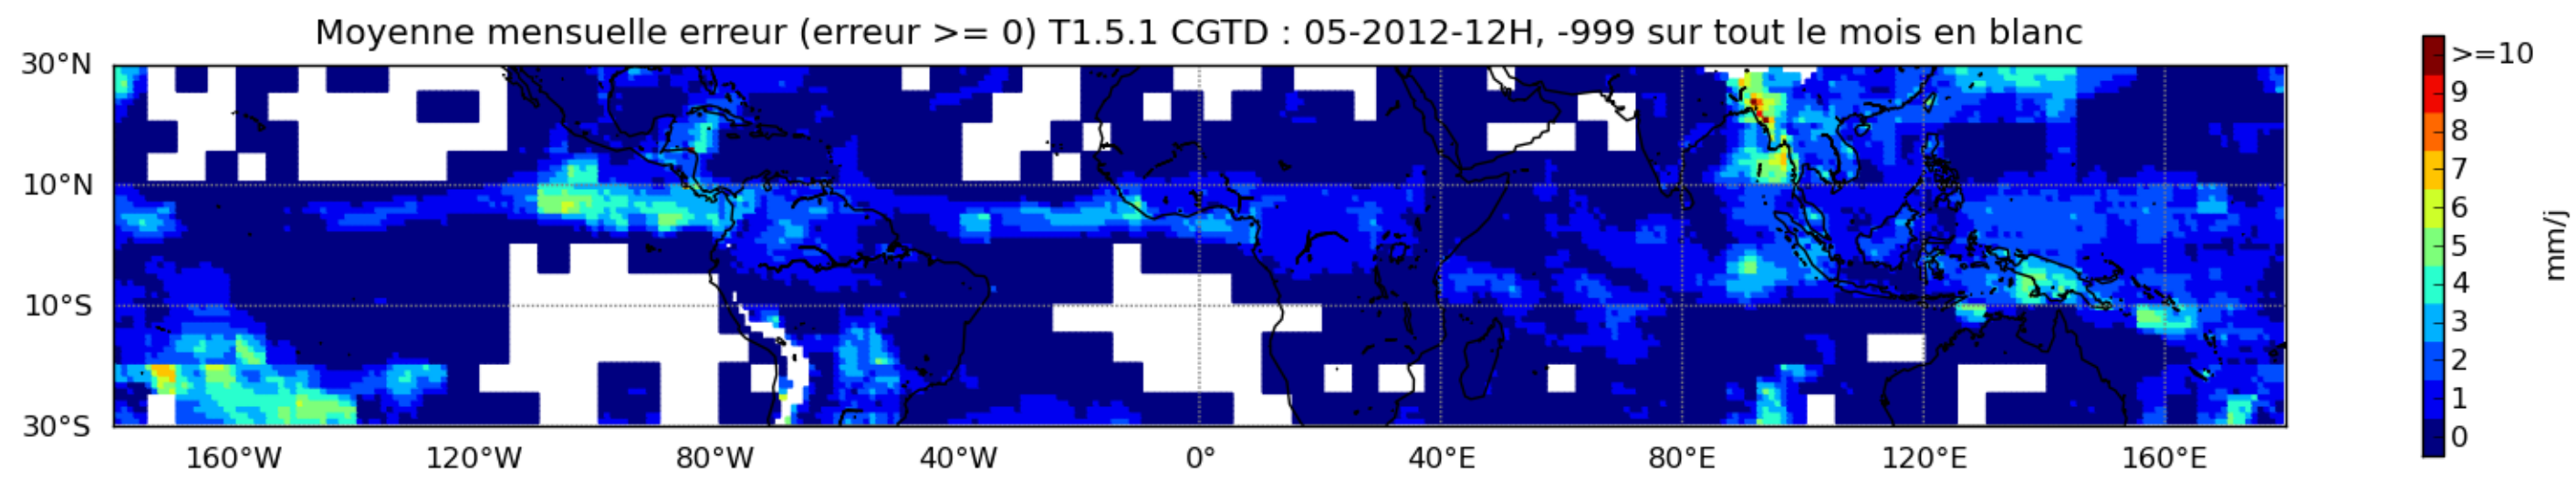 Moyenne mensuelle erreur (erreur >= 0) T1.5.1 CGTD : 05-2012-12H, -999 sur tout le mois en blanc
30°N
10°N
10°S
30°S
160°W 120°W 80°W 40°W 0° 40°E 80°E 120°E 160°E
>=10
9
8
7
6
5
4
3
2
1
0
mm/j